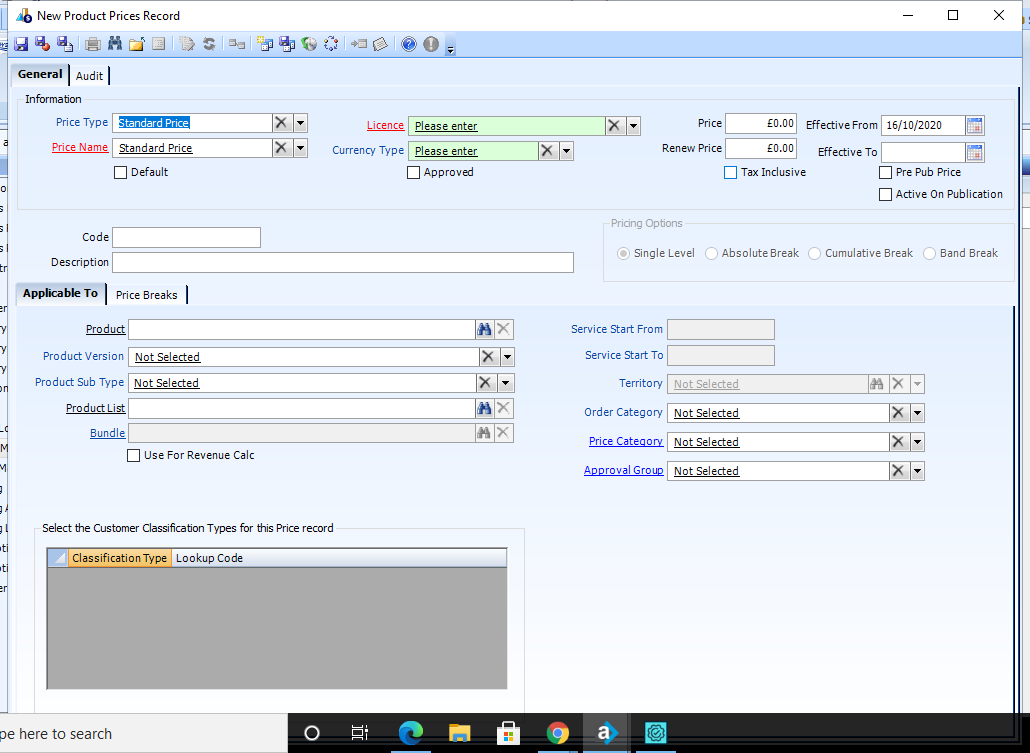 New Product Prices Record
General Audit
Information
Price Type Standard Price Licence Please enter Price £0.00 Effective From 16/10/2020
Price Name Standard Price Currency Type Please enter Renew Price £0.00 Effective To
Default Approved Tax Inclusive Pre Pub Price
Active On Publication
Pricing Options
Code
Single Level Absolute Break Cumulative Break Band Break
Description
Applicable To Price Breaks
Product Service Start From
Product Version Not Selected Service Start To
Product Sub Type Not Selected Territory Not Selected
Product List Order Category Not Selected
Bundle Price Category Not Selected
Use For Revenue Calc
Approval Group Not Selected
Select the Customer Classification Types for this Price record
Classification Type Lookup Code
pe here to search